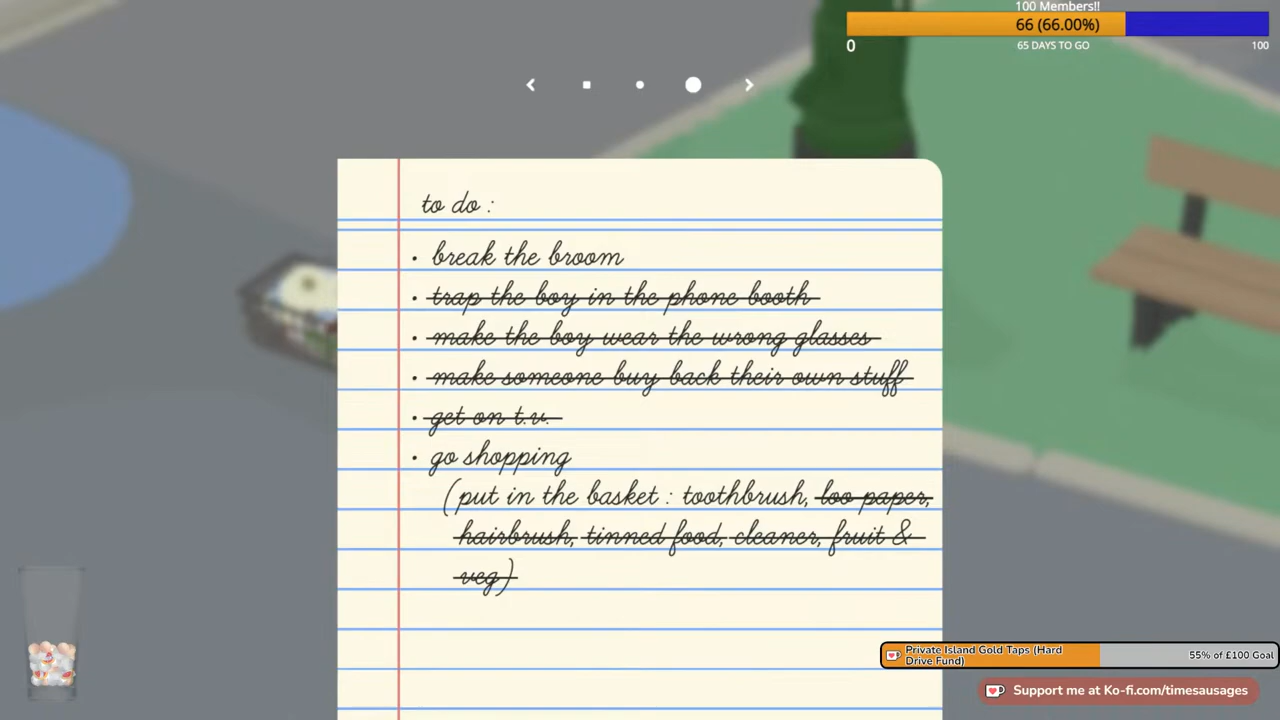 100 Members!!
66 (66.00%)
0
65 DAYS TO GO
100
to do :
• break the broom
• trap the boy in the phone booth
• make the boy wear the wrong glasses
• make someone buy back their own stuff
• get on t.v.
• go shopping
(put in the basket : toothbrush, loo paper,
hairbrush, tinned food, cleaner, fruit &
veg)
Private Island Gold Taps (Hard
Drive Fund)
55% of £100 Goal
Support me at Ko-fi.com/timesausages